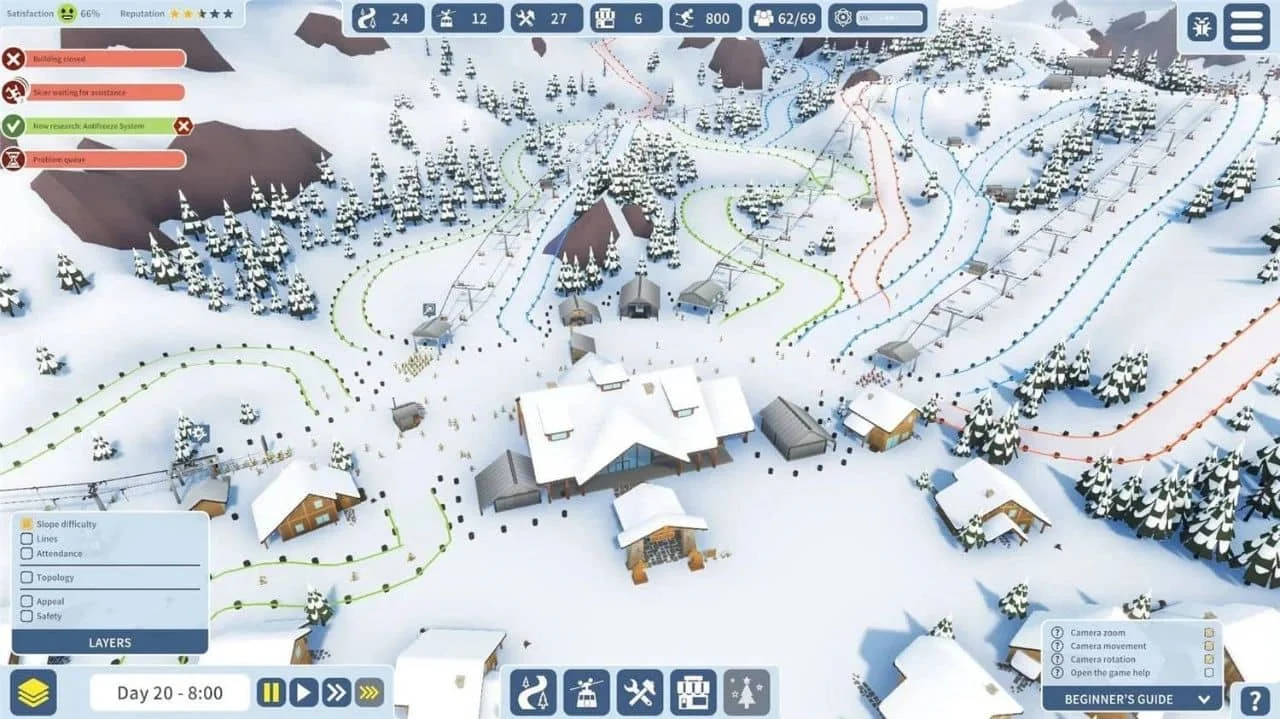 Satisfaction 66% Reputation
24 12 27 6 800 62/69
Building closed
Skier waiting for assistance
New research: Antifreeze System
Problem queue
Slope difficulty
Lines
Attendance
Topology
Appeal
Safety
LAYERS
Day 20 - 8:00
? Camera zoom
? Camera movement
? Camera rotation
? Open the game help
BEGINNER'S GUIDE
?